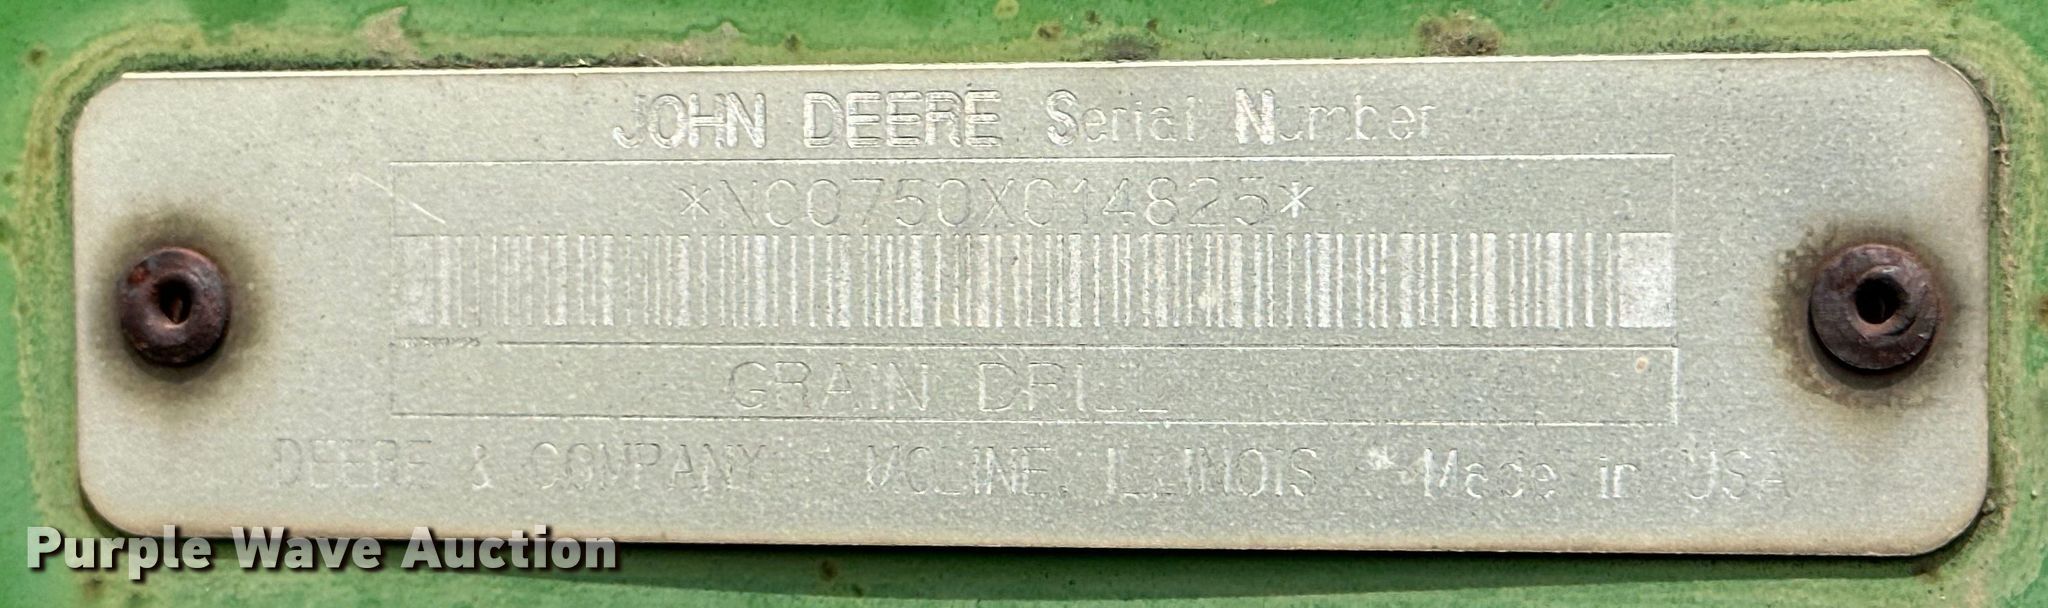 JOHN DEERE Serial Number
*N00750X014825*
GRAIN DRILL
DEERE & COMPANY MOLINE, ILLINOIS Made in USA
Purple Wave Auction